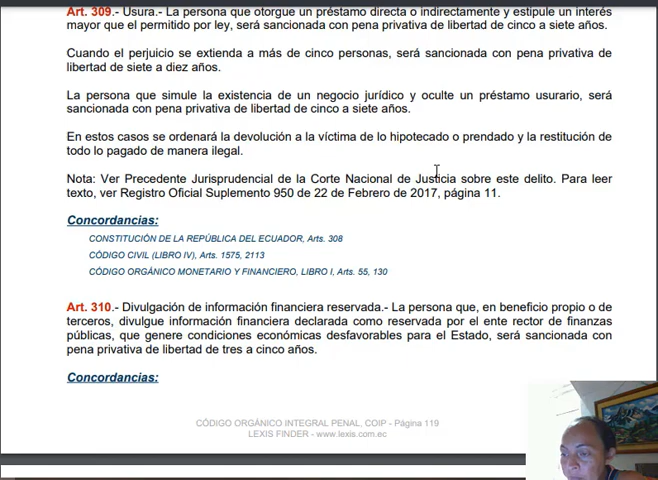 Art. 309.- Usura.- La persona que otorgue un préstamo directa o indirectamente y estipule un interés
mayor que el permitido por ley, será sancionada con pena privativa de libertad de cinco a siete años.
Cuando el perjuicio se extienda a más de cinco personas, será sancionada con pena privativa de
libertad de siete a diez años.
La persona que simule la existencia de un negocio jurídico y oculte un préstamo usurario, será
sancionada con pena privativa de libertad de cinco a siete años.
En estos casos se ordenará la devolución a la víctima de lo hipotecado o prendado y la restitución de
todo lo pagado de manera ilegal.
Nota: Ver Precedente Jurisprudencial de la Corte Nacional de Justicia sobre este delito. Para leer
texto, ver Registro Oficial Suplemento 950 de 22 de Febrero de 2017, página 11.
Concordancias:
CONSTITUCIÓN DE LA REPÚBLICA DEL ECUADOR, Arts. 308
CÓDIGO CIVIL (LIBRO IV), Arts. 1575, 2113
CÓDIGO ORGÁNICO MONETARIO Y FINANCIERO, LIBRO I, Arts. 55, 130
Art. 310.- Divulgación de información financiera reservada.- La persona que, en beneficio propio o de
terceros, divulgue información financiera declarada como reservada por el ente rector de finanzas
públicas, que genere condiciones económicas desfavorables para el Estado, será sancionada con
pena privativa de libertad de tres a cinco años.
Concordancias:
CÓDIGO ORGÁNICO INTEGRAL PENAL, COIP - Página 119
LEXIS FINDER - www.lexis.com.ec